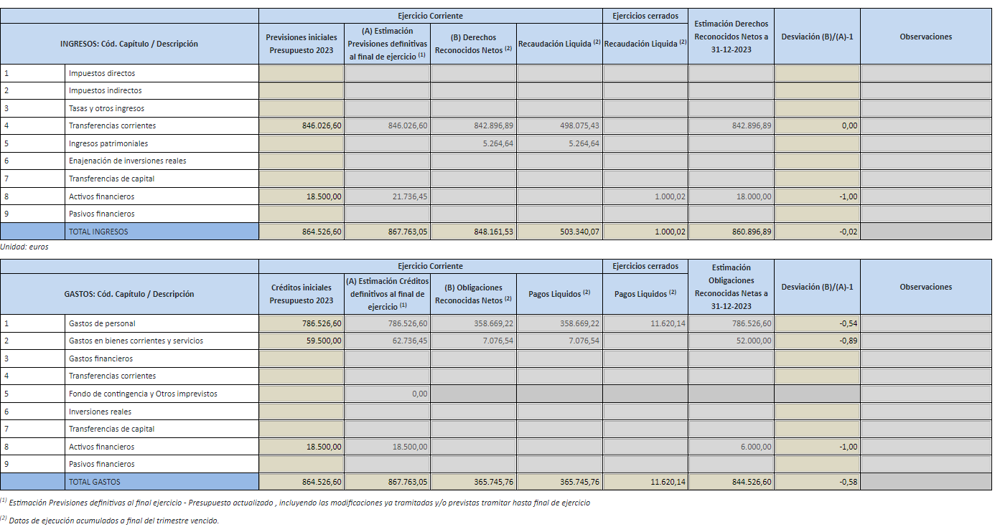 Ejercicio Corriente Ejercicios cerrados
INGRESOS: Cód. Capítulo / Descripción Previsiones iniciales Presupuesto 2023 (A) Estimación Previsiones definitivas al final de ejercicio (1) (B) Derechos Reconocidos Netos (2) Recaudación Liquida (2) Recaudación Liquida (2) Estimación Derechos Reconocidos Netos a 31-12-2023 Desviación (B)/(A)-1 Observaciones
1 Impuestos directos
2 Impuestos indirectos
3 Tasas y otros ingresos
4 Transferencias corrientes 846.026,60 846.026,60 842.896,89 498.075,43 842.896,89 0,00
5 Ingresos patrimoniales 5.264,64 5.264,64
6 Enajenación de inversiones reales
7 Transferencias de capital
8 Activos financieros 18.500,00 21.736,45 1.000,02 18.000,00 -1,00
9 Pasivos financieros
TOTAL INGRESOS 864.526,60 867.763,05 848.161,53 503.340,07 1.000,02 860.896,89 -0,02
Unidad: euros
Ejercicio Corriente Ejercicios cerrados
GASTOS: Cód. Capítulo / Descripción Créditos iniciales Presupuesto 2023 (A) Estimación Créditos definitivos al final de ejercicio (1) (B) Obligaciones Reconocidas Netos (2) Pagos Liquidos (2) Pagos Liquidos (2) Estimación Obligaciones Reconocidas Netas a 31-12-2023 Desviación (B)/(A)-1 Observaciones
1 Gastos de personal 786.526,60 786.526,60 358.669,22 358.669,22 11.620,14 786.526,60 -0,54
2 Gastos en bienes corrientes y servicios 59.500,00 62.736,45 7.076,54 7.076,54 52.000,00 -0,89
3 Gastos financieros
4 Transferencias corrientes
5 Fondo de contingencia y Otros imprevistos 0,00
6 Inversiones reales
7 Transferencias de capital
8 Activos financieros 18.500,00 18.500,00 6.000,00 -1,00
9 Pasivos financieros
TOTAL GASTOS 864.526,60 867.763,05 365.745,76 365.745,76 11.620,14 844.526,60 -0,58
(1) Estimación Previsiones definitivas al final ejercicio - Presupuesto actualizado , incluyendo las modificaciones ya tramitadas y/o previstas tramitar hasta final de ejercicio
(2) Datos de ejecución acumulados a final del trimestre vencido.